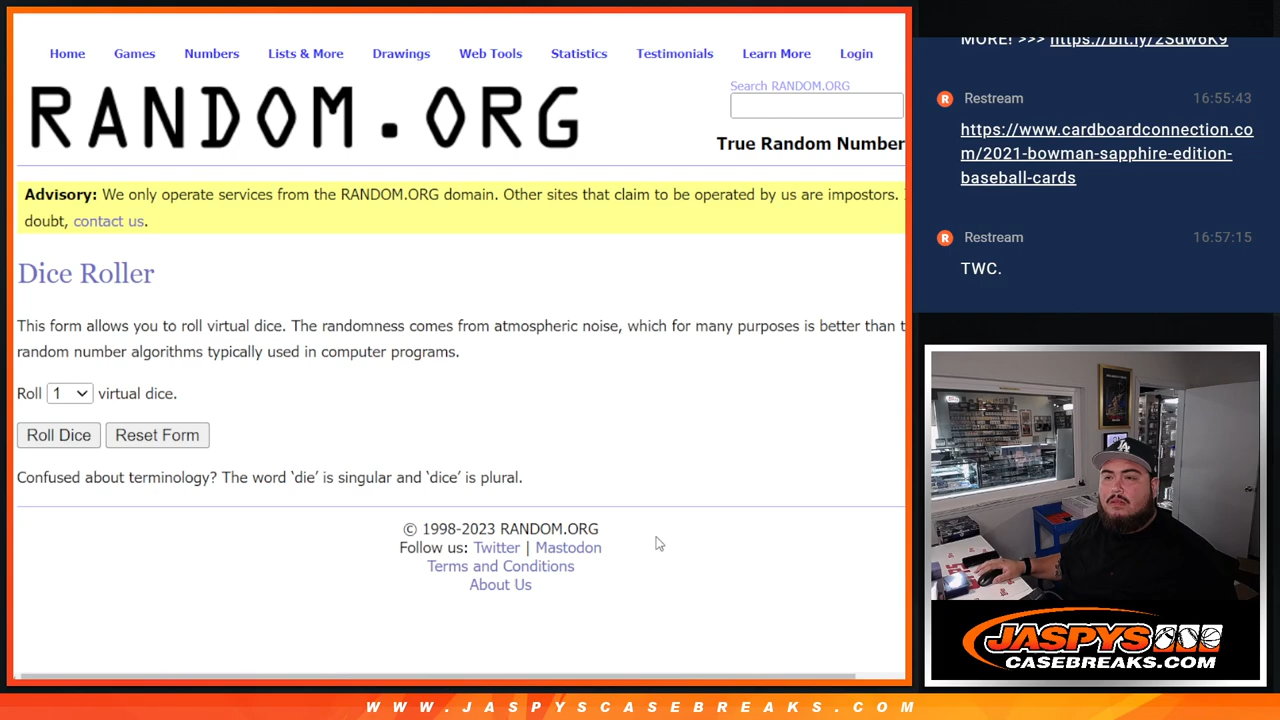 Home Games Numbers Lists & More Drawings Web Tools Statistics Testimonials Learn More Login
RANDOM.ORG
Search RANDOM.ORG
True Random Number
Advisory: We only operate services from the RANDOM.ORG domain. Other sites that claim to be operated by us are impostors.
doubt, contact us.
Dice Roller
This form allows you to roll virtual dice. The randomness comes from atmospheric noise, which for many purposes is better than t
random number algorithms typically used in computer programs.
Roll 1 virtual dice.
Roll Dice Reset Form
Confused about terminology? The word ‘die’ is singular and ‘dice’ is plural.
© 1998-2023 RANDOM.ORG
Follow us: Twitter | Mastodon
Terms and Conditions
About Us
MORE! >>> https://bit.ly/2Sdw6K9
Restream 16:55:43
https://www.cardboardconnection.co
m/2021-bowman-sapphire-edition-
baseball-cards
Restream 16:57:15
TWC.
LA
JASPYS
CASEBREAKS.COM
WWW.JASPYSCASEBREAKS.COM